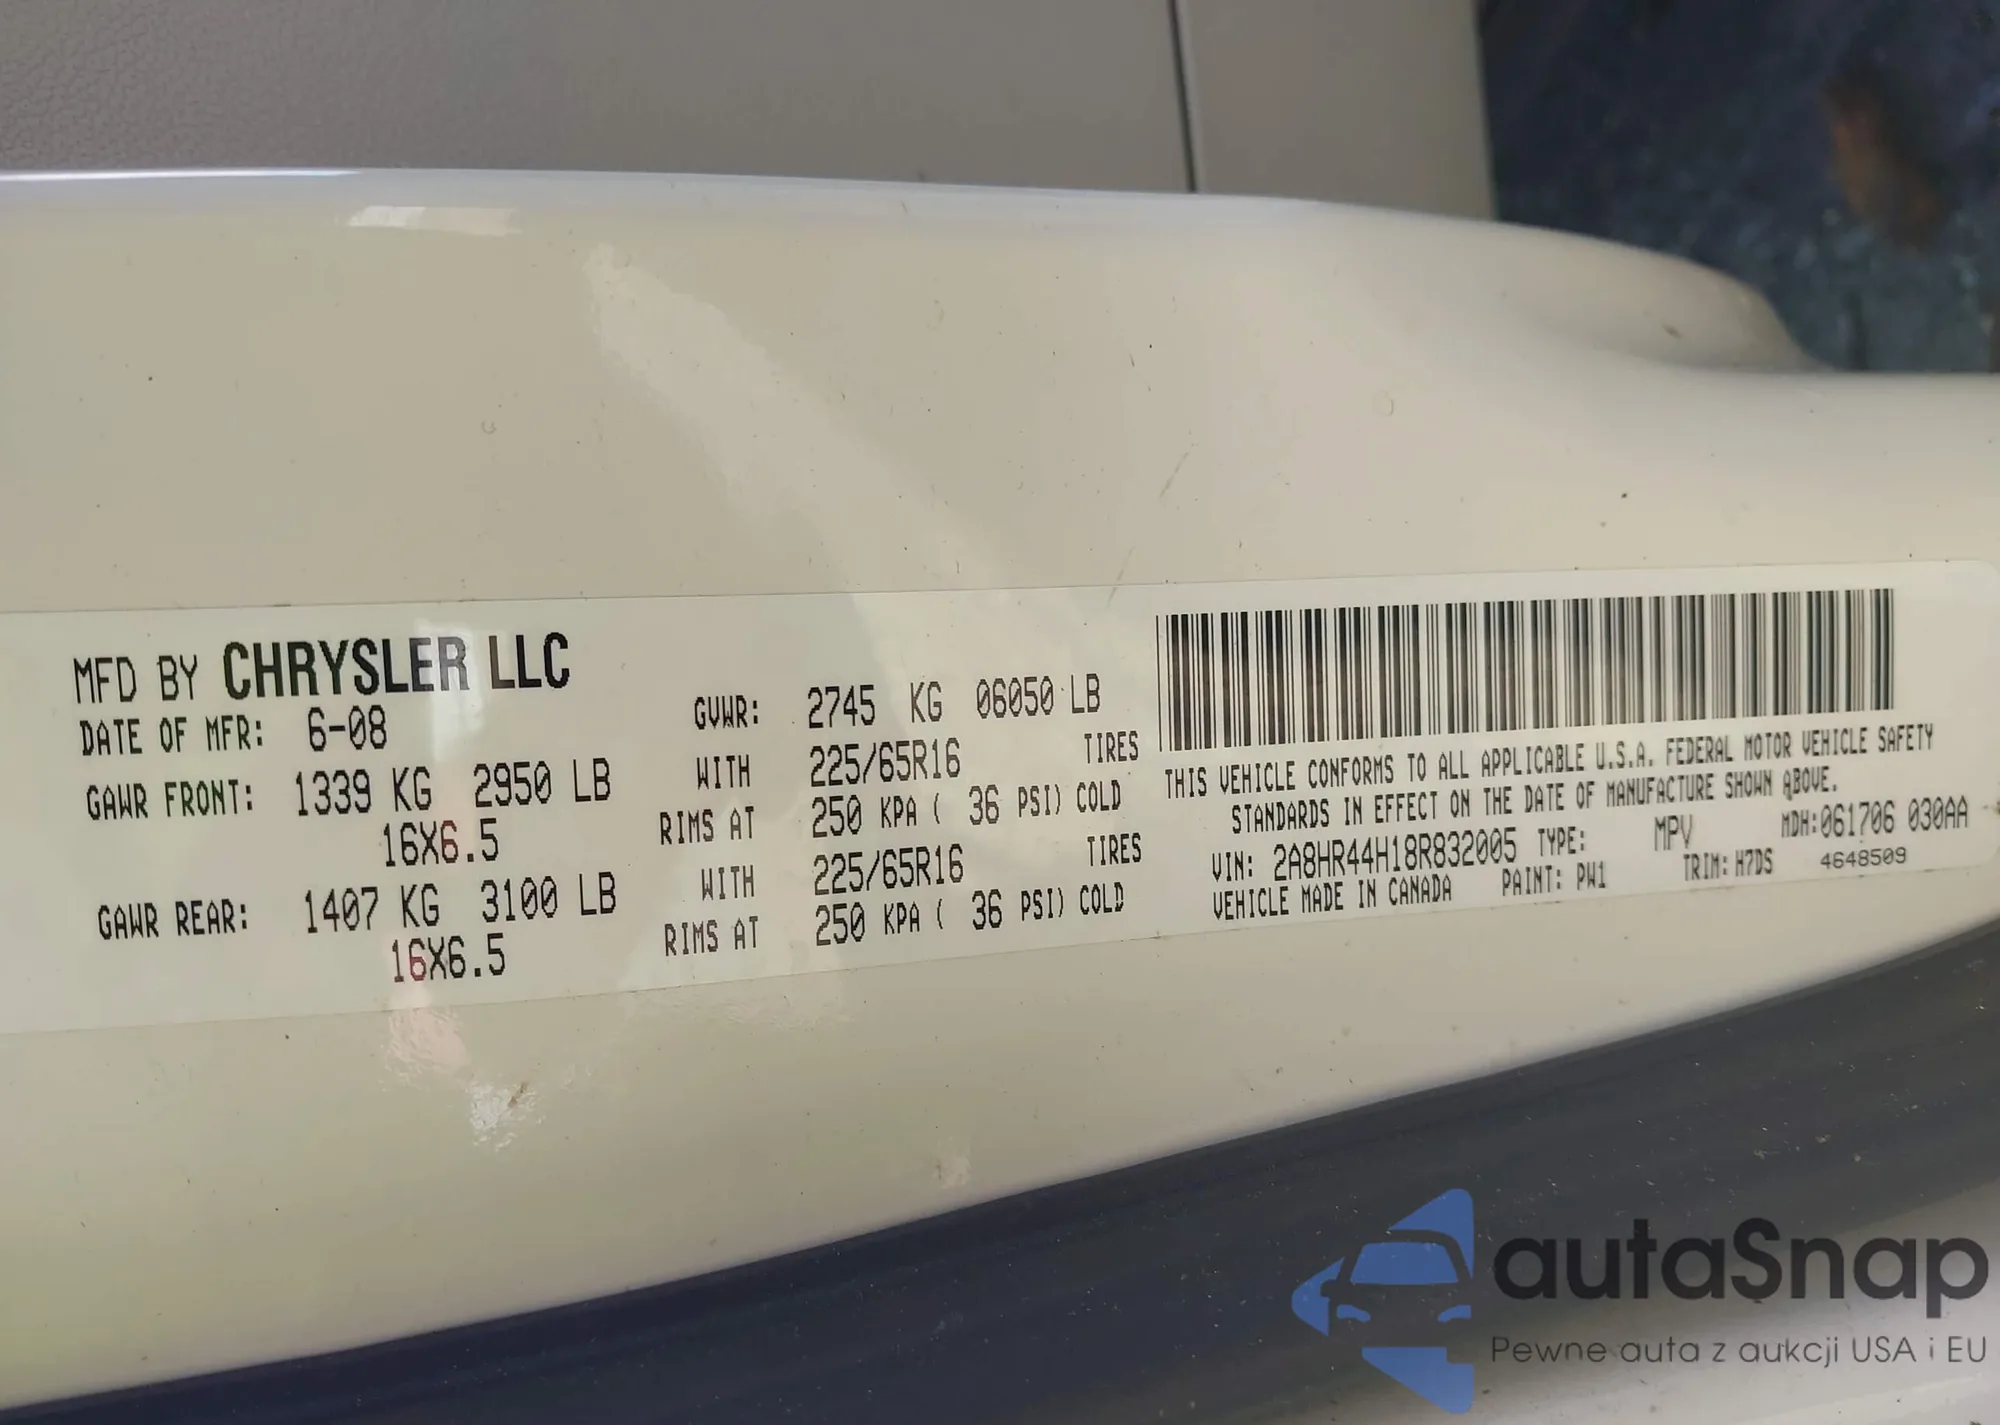 MFD BY CHRYSLER LLC
DATE OF MFR: 6-08
GAWR FRONT: 1339 KG 2950 LB
16X6.5
GAWR REAR: 1407 KG 3100 LB
16X6.5
GVWR: 2745 KG 06050 LB
WITH 225/65R16 TIRES
RIMS AT 250 KPA ( 36 PSI) COLD
WITH 225/65R16 TIRES
RIMS AT 250 KPA ( 36 PSI) COLD
THIS VEHICLE CONFORMS TO ALL APPLICABLE U.S.A. FEDERAL MOTOR VEHICLE SAFETY
STANDARDS IN EFFECT ON THE DATE OF MANUFACTURE SHOWN ABOVE.
VIN: 2A8HR44H18R832005 TYPE: MPV MDH:061706 030AA
VEHICLE MADE IN CANADA PAINT: PW1 TRIM: H7DS 4648509
autaSnap
Pewne auta z aukcji USA i EU